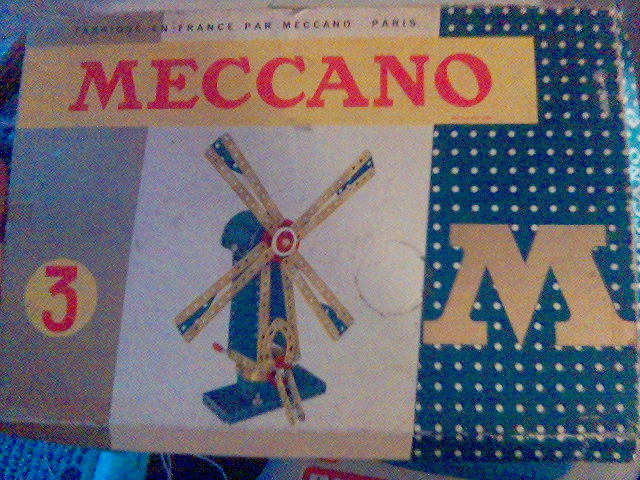 FABRIQUÉ EN FRANCE PAR MECCANO PARIS
MECCANO
3
M